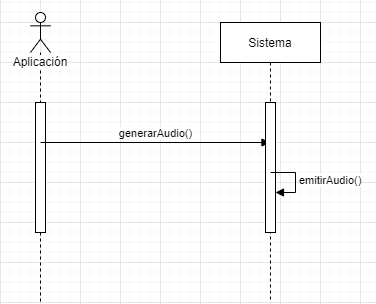 Sistema
Aplicación
generarAudio()
emitirAudio()